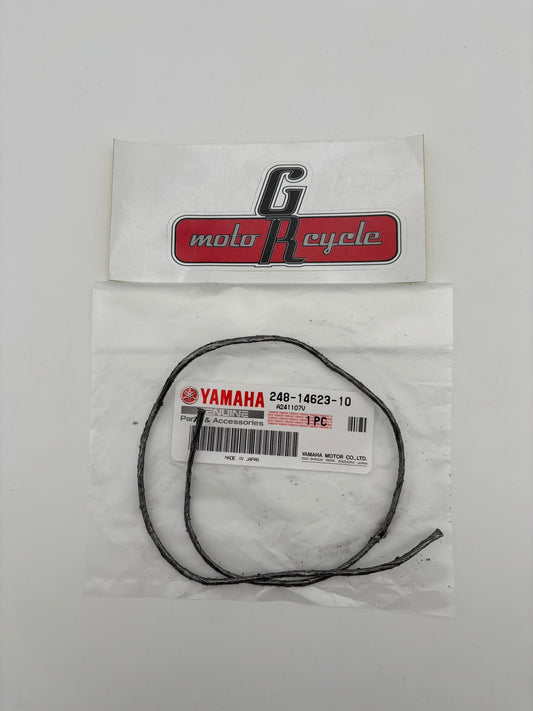 GK
moto cycle
YAMAHA 248-14623-10
GENUINE A241107V
Parts & Accessories 1 PC
MADE IN JAPAN YAMAHA MOTOR CO.,LTD.